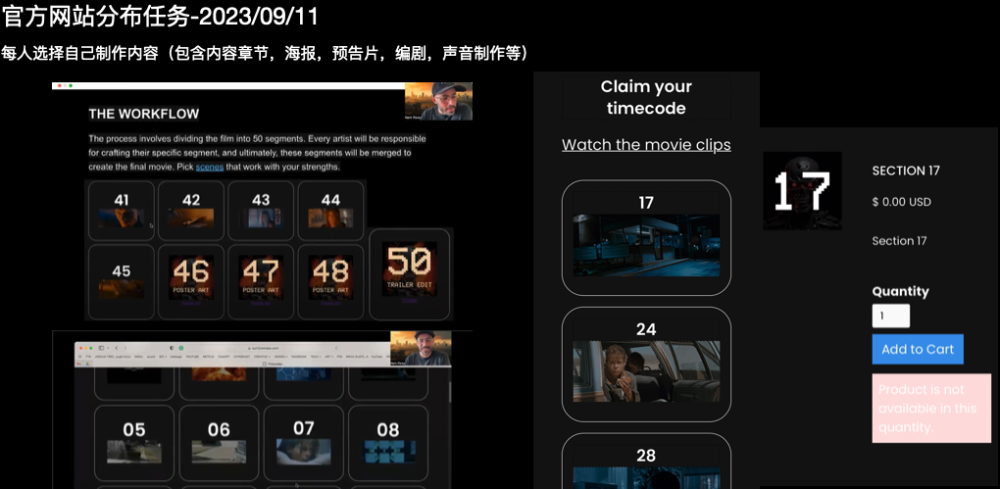 官方网站分布任务-2023/09/11
每人选择自己制作内容（包含内容章节，海报，预告片，编剧，声音制作等）
THE WORKFLOW
The process involves dividing the film into 50 segments. Every artist will be responsible
for crafting their specific segment, and ultimately, these segments will be merged to
create the final movie. Pick scenes that work with your strengths.
41
42
43
44
45
46
POSTER ART
47
POSTER ART
48
POSTER ART
50
TRAILER EDIT
05
06
07
08
Claim your
timecode
Watch the movie clips
17
24
28
17
SECTION 17
$ 0.00 USD
Section 17
Quantity
1
Add to Cart
Product is not
available in this
quantity.